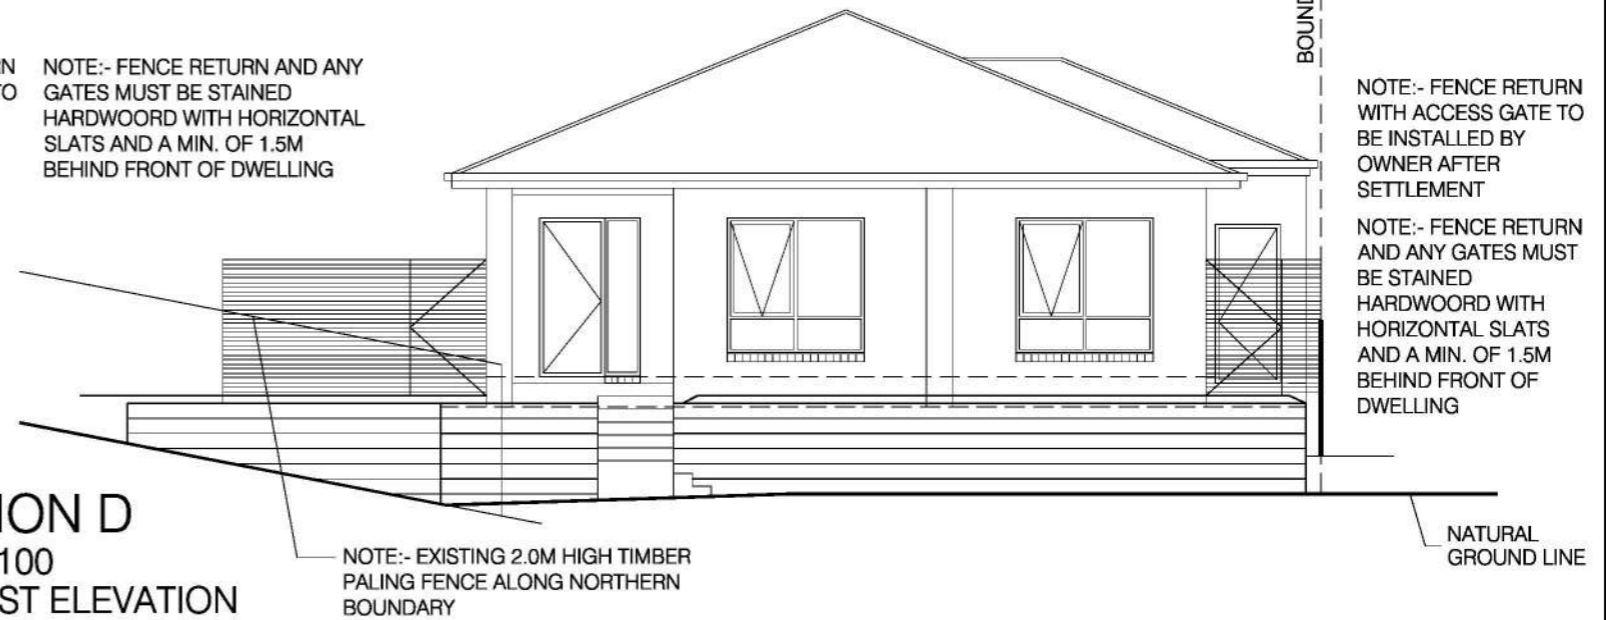 NOTE:- FENCE RETURN AND ANY
GATES MUST BE STAINED
HARDWOORD WITH HORIZONTAL
SLATS AND A MIN. OF 1.5M
BEHIND FRONT OF DWELLING
BOUND
NOTE:- FENCE RETURN
WITH ACCESS GATE TO
BE INSTALLED BY
OWNER AFTER
SETTLEMENT
NOTE:- FENCE RETURN
AND ANY GATES MUST
BE STAINED
HARDWOORD WITH
HORIZONTAL SLATS
AND A MIN. OF 1.5M
BEHIND FRONT OF
DWELLING
ION D
100
ST ELEVATION
NOTE:- EXISTING 2.0M HIGH TIMBER
PALING FENCE ALONG NORTHERN
BOUNDARY
NATURAL
GROUND LINE